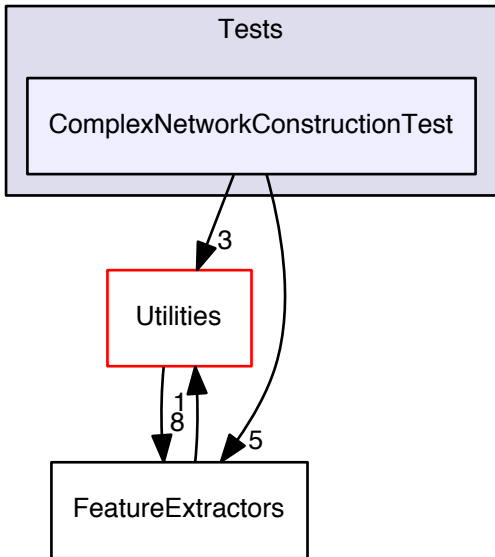 Tests
ComplexNetworkConstructionTest
3
Utilities
1
8
5
FeatureExtractors